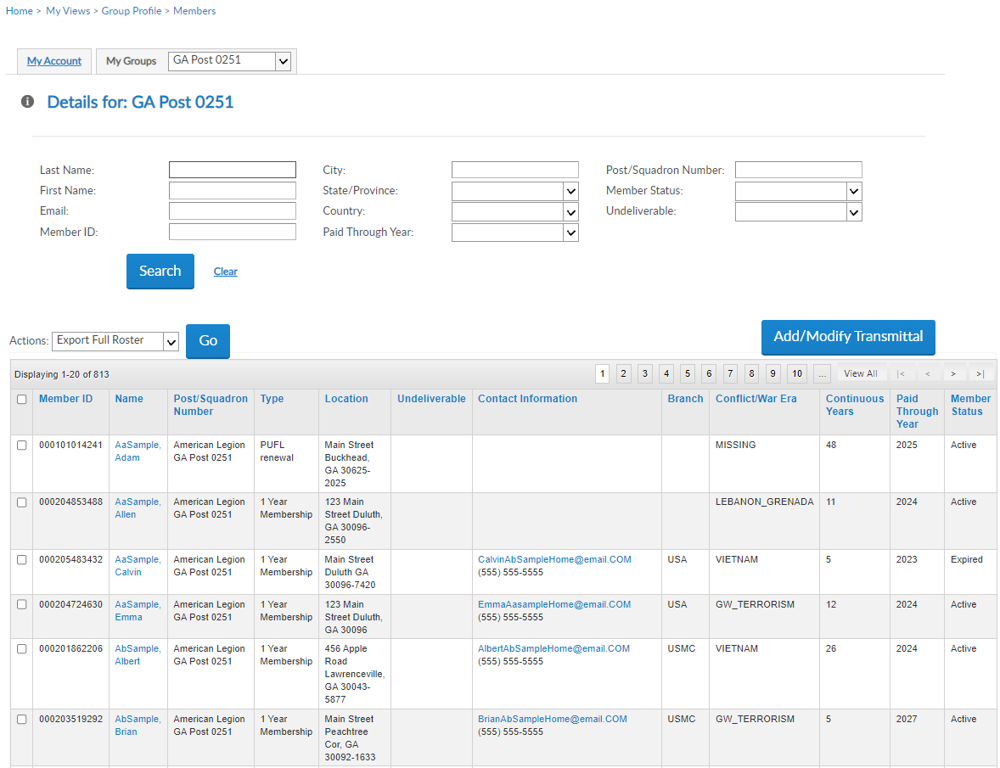 Home > My Views > Group Profile > Members
My Account My Groups GA Post 0251
Details for: GA Post 0251
Last Name: City: Post/Squadron Number:
First Name: State/Province: Member Status:
Email: Country: Undeliverable:
Member ID: Paid Through Year:
Search Clear
Actions: Export Full Roster Go Add/Modify Transmittal
Displaying 1-20 of 813 1 2 3 4 5 6 7 8 9 10 ... View All |< < > >|
Member ID Name Post/Squadron Type Location Undeliverable Contact Information Branch Conflict/War Era Continuous Paid Member
Number Years Through Status
Year
000101014241 AaSample, American Legion PUFL Main Street MISSING 48 2025 Active
Adam GA Post 0251 renewal Buckhead,
GA 30625-
2025
000204853488 AaSample, American Legion 1 Year 123 Main LEBANON_GRENADA 11 2024 Active
Allen GA Post 0251 Membership Street Duluth,
GA 30096-
2550
000205483432 AaSample, American Legion 1 Year Main Street CalvinAbSampleHome@email.COM USA VIETNAM 5 2023 Expired
Calvin GA Post 0251 Membership Duluth GA (555) 555-5555
30096-7420
000204724630 AaSample, American Legion 1 Year 123 Main EmmaAasampleHome@email.COM USA GW_TERRORISM 12 2024 Active
Emma GA Post 0251 Membership Street Duluth, (555) 555-5555
GA 30096
000201862206 AbSample, American Legion 1 Year 456 Apple AlbertAbSampleHome@email.COM USMC VIETNAM 26 2024 Active
Albert GA Post 0251 Membership Road (555) 555-5555
Lawrenceville,
GA 30043-
5877
000203519292 AbSample, American Legion 1 Year Main Street BrianAbSampleHome@email.COM USMC GW_TERRORISM 5 2027 Active
Brian GA Post 0251 Membership Peachtree (555) 555-5555
Cor, GA
30092-1633